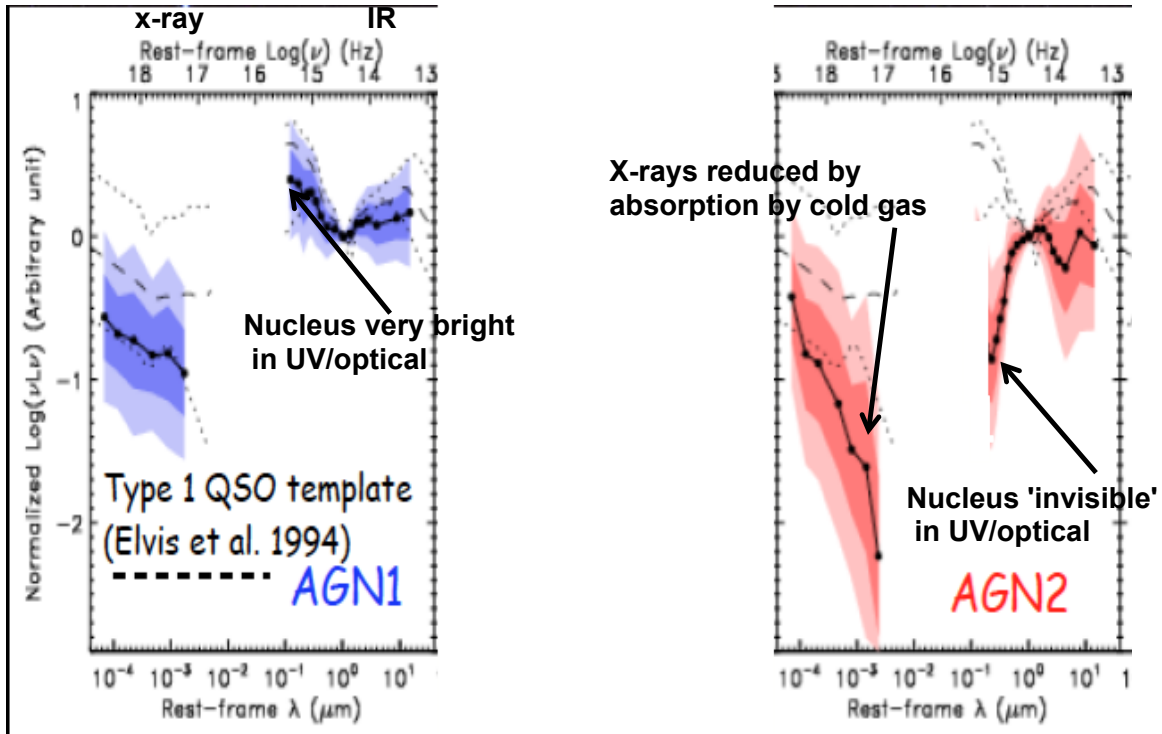 x-ray IR
Rest-frame Log(ν) (Hz)
18 17 16 15 14 13
1
0
-1
-2
Normalized Log(νLν) (Arbitrary unit)
Nucleus very bright
in UV/optical
Type 1 QSO template
(Elvis et al. 1994)
AGN1
10⁻⁴ 10⁻³ 10⁻² 10⁻¹ 10⁰ 10¹
Rest-frame λ (μm)
Rest-frame Log(ν) (Hz)
18 17 16 15 14 13
X-rays reduced by
absorption by cold gas
Nucleus 'invisible'
in UV/optical
AGN2
10⁻⁴ 10⁻³ 10⁻² 10⁻¹ 10⁰ 10¹
Rest-frame λ (μm)